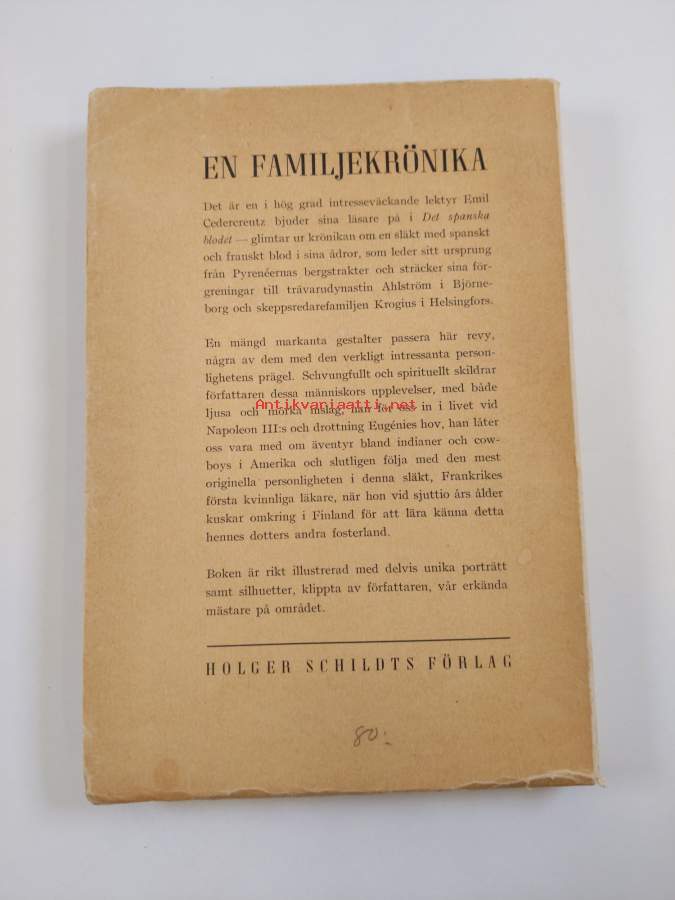 EN FAMILJEKRÖNIKA
Det är en i hög grad intresseväckande lektyr Emil
Cedercreutz bjuder sina läsare på i Det spanska
blodet — glimtar ur krönikan om en släkt med spanskt
och franskt blod i sina ådror, som leder sitt ursprung
från Pyrenéernas bergstrakter och sträcker sina för-
greningar till trävarudynastin Ahlström i Björne-
borg och skeppsredarefamiljen Krogius i Helsingfors.
En mängd markanta gestalter passera här revy,
några av dem med den verkligt intressanta person-
lighetens prägel. Schvungfullt och spirituellt skildrar
författaren dessa människors upplevelser, med både
Antikvariaatti.net
ljusa och mörka inslag, han för oss in i livet vid
Napoleon III:s och drottning Eugénies hov, han låter
oss vara med om äventyr bland indianer och cow-
boys i Amerika och slutligen följa med den mest
originella personligheten i denna släkt, Frankrikes
första kvinnliga läkare, när hon vid sjuttio års ålder
kuskar omkring i Finland för att lära känna detta
hennes dotters andra fosterland.
Boken är rikt illustrerad med delvis unika porträtt
samt silhuetter, klippta av författaren, vår erkända
mästare på området.
HOLGER SCHILDTS FÖRLAG
80:-